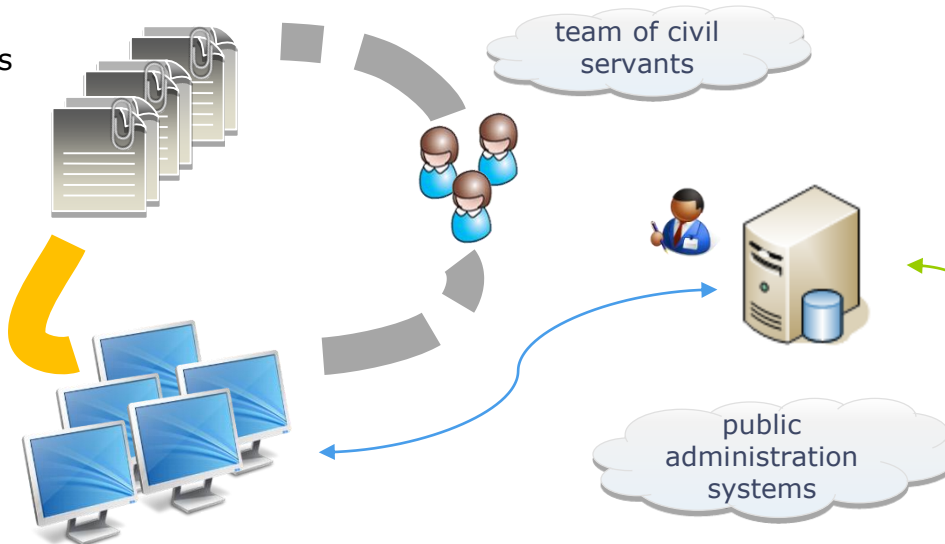 s
team of civil
servants
public
administration
systems